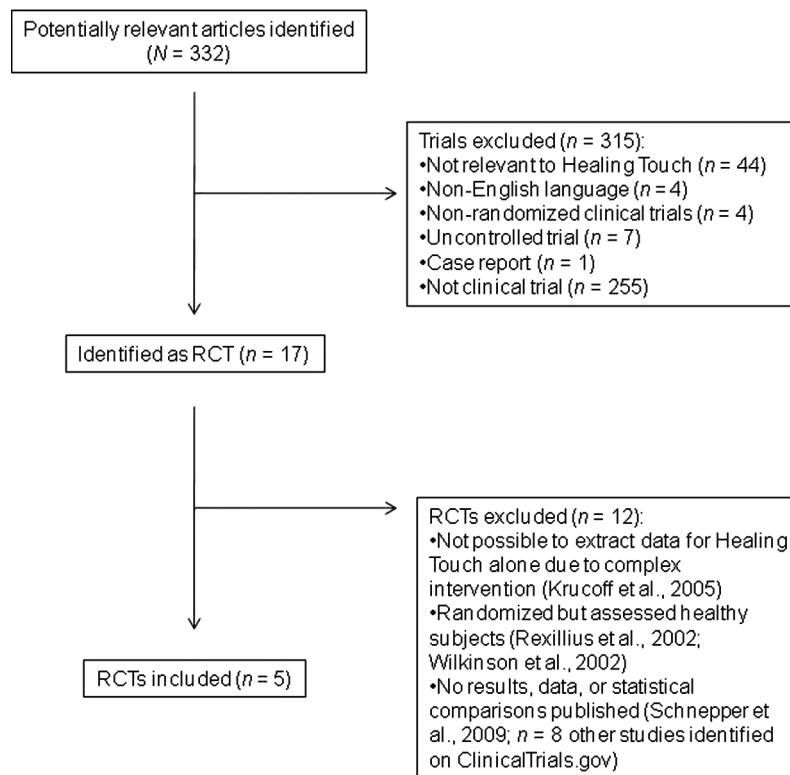 Potentially relevant articles identified
(N = 332)
Trials excluded (n = 315):
•Not relevant to Healing Touch (n = 44)
•Non-English language (n = 4)
•Non-randomized clinical trials (n = 4)
•Uncontrolled trial (n = 7)
•Case report (n = 1)
•Not clinical trial (n = 255)
Identified as RCT (n = 17)
RCTs excluded (n = 12):
•Not possible to extract data for Healing
Touch alone due to complex
intervention (Krucoff et al., 2005)
•Randomized but assessed healthy
subjects (Rexillius et al., 2002;
Wilkinson et al., 2002)
•No results, data, or statistical
comparisons published (Schnepper et
al., 2009; n = 8 other studies identified
on ClinicalTrials.gov)
RCTs included (n = 5)